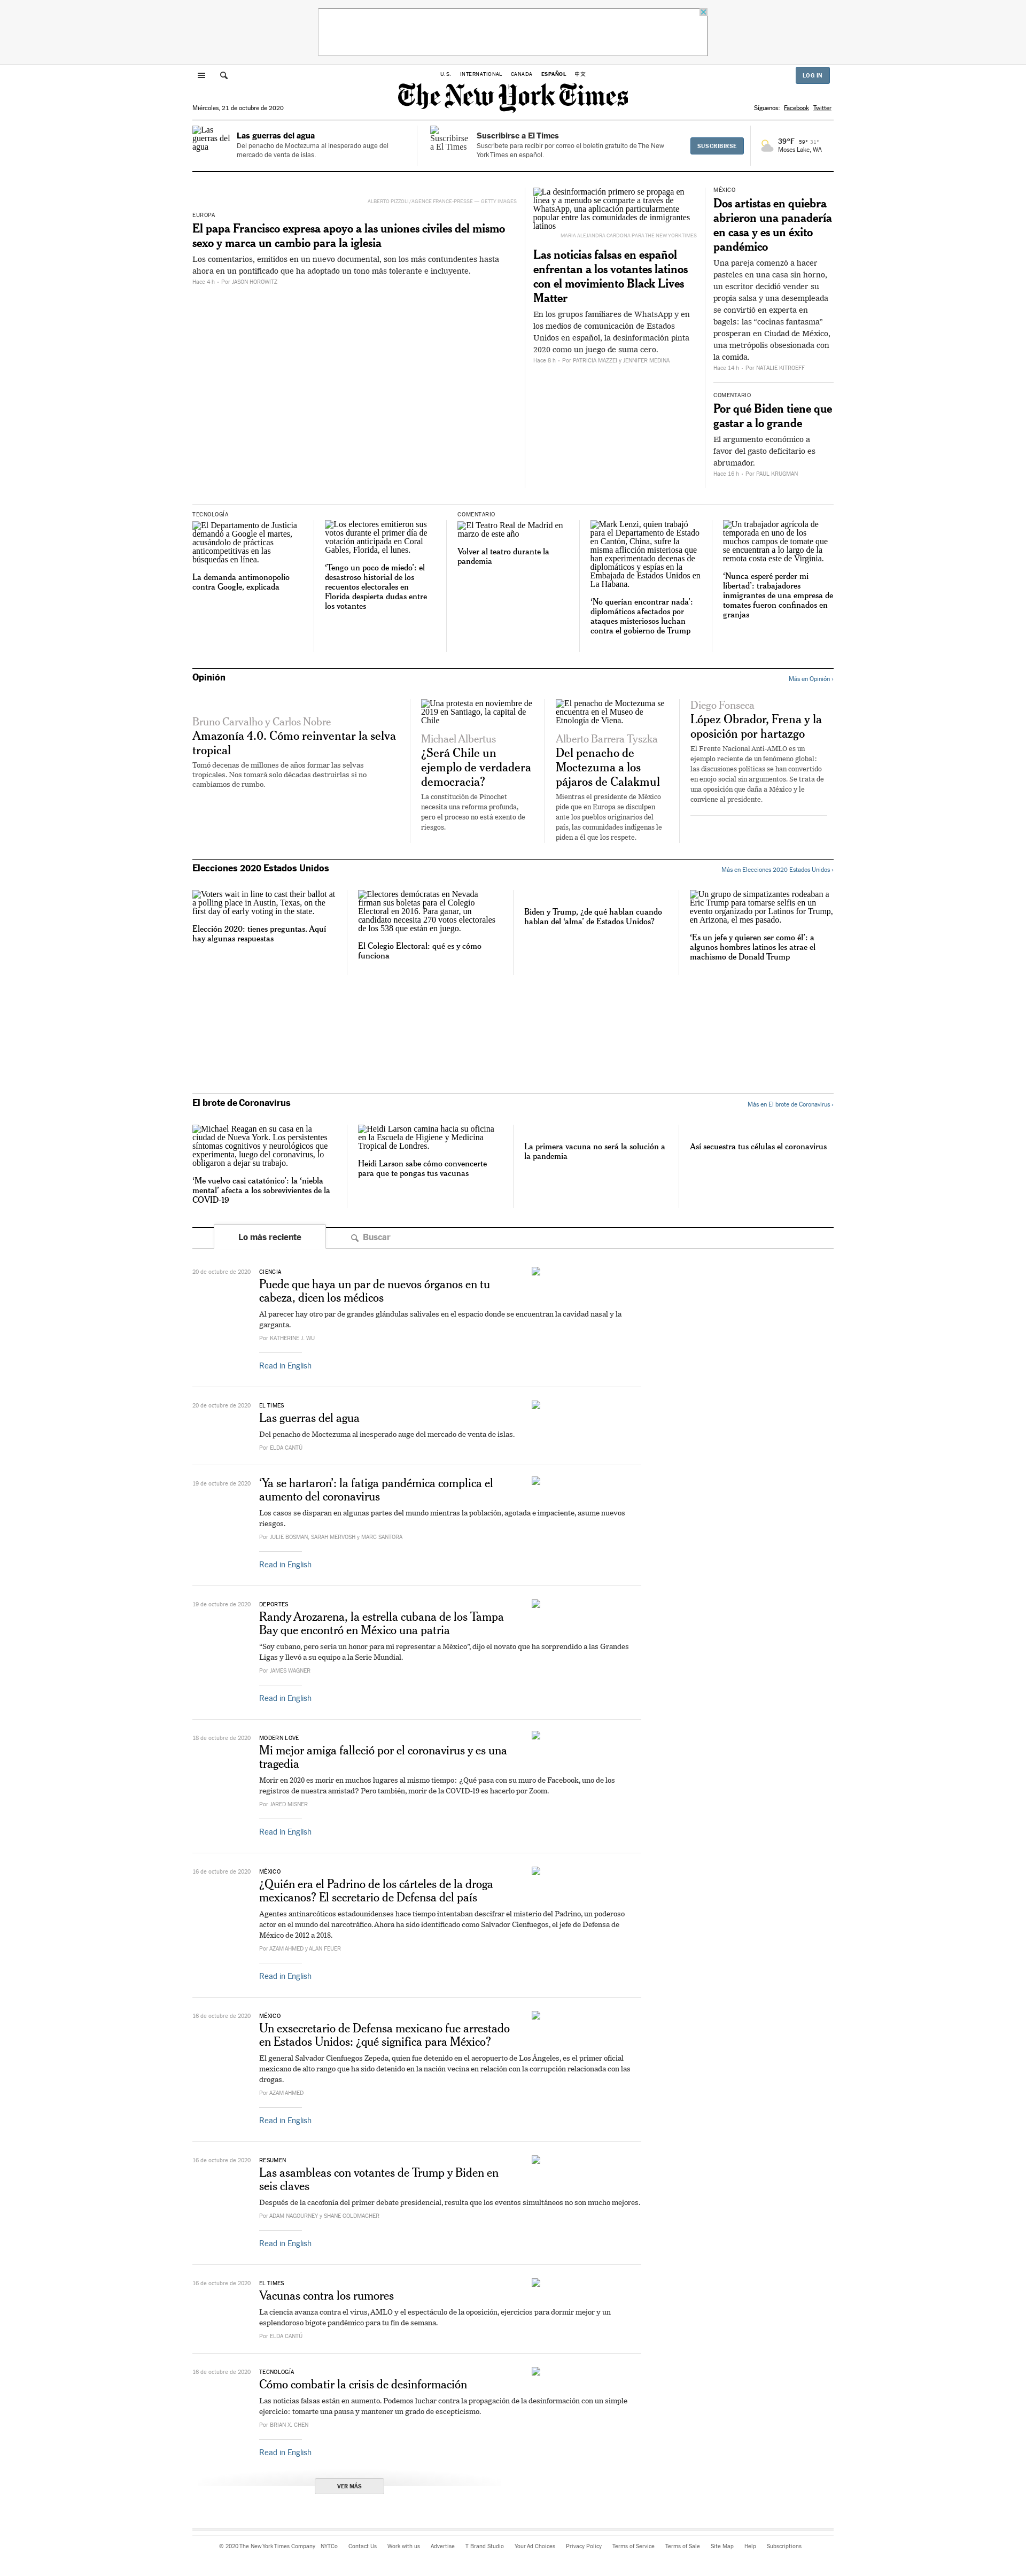 U.S. INTERNATIONAL CANADA ESPAÑOL 中文
LOG IN
The New York Times
Miércoles, 21 de octubre de 2020
Síguenos: Facebook Twitter
Las guerras del agua
Las guerras del agua
Del penacho de Moctezuma al inesperado auge del
mercado de venta de islas.
Suscribirse a El Times
Suscribirse a El Times
Suscríbete para recibir por correo el boletín gratuito de The New
York Times en español.
SUSCRIBIRSE
39°F 59° 31°
Moses Lake, WA
ALBERTO PIZZOLI/AGENCE FRANCE-PRESSE — GETTY IMAGES
EUROPA
El papa Francisco expresa apoyo a las uniones civiles del mismo
sexo y marca un cambio para la iglesia
Los comentarios, emitidos en un nuevo documental, son los más contundentes hasta
ahora en un pontificado que ha adoptado un tono más tolerante e incluyente.
Hace 4 h • Por JASON HOROWITZ
La desinformación primero se propaga en
línea y a menudo se comparte a través de
WhatsApp, una aplicación particularmente
popular entre las comunidades de inmigrantes
latinos
MARIA ALEJANDRA CARDONA PARA THE NEW YORK TIMES
Las noticias falsas en español
enfrentan a los votantes latinos
con el movimiento Black Lives
Matter
En los grupos familiares de WhatsApp y en
los medios de comunicación de Estados
Unidos en español, la desinformación pinta
2020 como un juego de suma cero.
Hace 8 h • Por PATRICIA MAZZEI y JENNIFER MEDINA
MÉXICO
Dos artistas en quiebra
abrieron una panadería
en casa y es un éxito
pandémico
Una pareja comenzó a hacer
pasteles en una casa sin horno,
un escritor decidió vender su
propia salsa y una desempleada
se convirtió en experta en
bagels: las “cocinas fantasma”
prosperan en Ciudad de México,
una metrópolis obsesionada con
la comida.
Hace 14 h • Por NATALIE KITROEFF
COMENTARIO
Por qué Biden tiene que
gastar a lo grande
El argumento económico a
favor del gasto deficitario es
abrumador.
Hace 16 h • Por PAUL KRUGMAN
TECNOLOGÍA
El Departamento de Justicia
demandó a Google el martes,
acusándolo de prácticas
anticompetitivas en las
búsquedas en línea.
La demanda antimonopolio
contra Google, explicada
Los electores emitieron sus
votos durante el primer día de
votación anticipada en Coral
Gables, Florida, el lunes.
‘Tengo un poco de miedo’: el
desastroso historial de los
recuentos electorales en
Florida despierta dudas entre
los votantes
COMENTARIO
El Teatro Real de Madrid en
marzo de este año
Volver al teatro durante la
pandemia
Mark Lenzi, quien trabajó
para el Departamento de Estado
en Cantón, China, sufre la
misma aflicción misteriosa que
han experimentado decenas de
diplomáticos y espías en la
Embajada de Estados Unidos en
La Habana.
‘No querían encontrar nada’:
diplomáticos afectados por
ataques misteriosos luchan
contra el gobierno de Trump
Un trabajador agrícola de
temporada en uno de los
muchos campos de tomate que
se encuentran a lo largo de la
remota costa este de Virginia.
‘Nunca esperé perder mi
libertad’: trabajadores
inmigrantes de una empresa de
tomates fueron confinados en
granjas
Opinión
Más en Opinión ›
Bruno Carvalho y Carlos Nobre
Amazonía 4.0. Cómo reinventar la selva
tropical
Tomó decenas de millones de años formar las selvas
tropicales. Nos tomará solo décadas destruirlas si no
cambiamos de rumbo.
Una protesta en noviembre de
2019 en Santiago, la capital de
Chile
Michael Albertus
¿Será Chile un
ejemplo de verdadera
democracia?
La constitución de Pinochet
necesita una reforma profunda,
pero el proceso no está exento de
riesgos.
El penacho de Moctezuma se
encuentra en el Museo de
Etnología de Viena.
Alberto Barrera Tyszka
Del penacho de
Moctezuma a los
pájaros de Calakmul
Mientras el presidente de México
pide que en Europa se disculpen
ante los pueblos originarios del
país, las comunidades indígenas le
piden a él que los respete.
Diego Fonseca
López Obrador, Frena y la
oposición por hartazgo
El Frente Nacional Anti-AMLO es un
ejemplo reciente de un fenómeno global:
las discusiones políticas se han convertido
en enojo social sin argumentos. Se trata de
una oposición que daña a México y le
conviene al presidente.
Elecciones 2020 Estados Unidos
Más en Elecciones 2020 Estados Unidos ›
Voters wait in line to cast their ballot at
a polling place in Austin, Texas, on the
first day of early voting in the state.
Elección 2020: tienes preguntas. Aquí
hay algunas respuestas
Electores demócratas en Nevada
firman sus boletas para el Colegio
Electoral en 2016. Para ganar, un
candidato necesita 270 votos electorales
de los 538 que están en juego.
El Colegio Electoral: qué es y cómo
funciona
Biden y Trump, ¿de qué hablan cuando
hablan del ‘alma’ de Estados Unidos?
Un grupo de simpatizantes rodeaban a
Eric Trump para tomarse selfis en un
evento organizado por Latinos for Trump,
en Arizona, el mes pasado.
‘Es un jefe y quieren ser como él’: a
algunos hombres latinos les atrae el
machismo de Donald Trump
El brote de Coronavirus
Más en El brote de Coronavirus ›
Michael Reagan en su casa en la
ciudad de Nueva York. Los persistentes
síntomas cognitivos y neurológicos que
experimenta, luego del coronavirus, lo
obligaron a dejar su trabajo.
‘Me vuelvo casi catatónico’: la ‘niebla
mental’ afecta a los sobrevivientes de la
COVID-19
Heidi Larson camina hacia su oficina
en la Escuela de Higiene y Medicina
Tropical de Londres.
Heidi Larson sabe cómo convencerte
para que te pongas tus vacunas
La primera vacuna no será la solución a
la pandemia
Así secuestra tus células el coronavirus
Lo más reciente
Buscar
20 de octubre de 2020
CIENCIA
Puede que haya un par de nuevos órganos en tu
cabeza, dicen los médicos
Al parecer hay otro par de grandes glándulas salivales en el espacio donde se encuentran la cavidad nasal y la
garganta.
Por KATHERINE J. WU
Read in English
20 de octubre de 2020
EL TIMES
Las guerras del agua
Del penacho de Moctezuma al inesperado auge del mercado de venta de islas.
Por ELDA CANTÚ
19 de octubre de 2020
‘Ya se hartaron’: la fatiga pandémica complica el
aumento del coronavirus
Los casos se disparan en algunas partes del mundo mientras la población, agotada e impaciente, asume nuevos
riesgos.
Por JULIE BOSMAN, SARAH MERVOSH y MARC SANTORA
Read in English
19 de octubre de 2020
DEPORTES
Randy Arozarena, la estrella cubana de los Tampa
Bay que encontró en México una patria
“Soy cubano, pero sería un honor para mí representar a México”, dijo el novato que ha sorprendido a las Grandes
Ligas y llevó a su equipo a la Serie Mundial.
Por JAMES WAGNER
Read in English
18 de octubre de 2020
MODERN LOVE
Mi mejor amiga falleció por el coronavirus y es una
tragedia
Morir en 2020 es morir en muchos lugares al mismo tiempo: ¿Qué pasa con su muro de Facebook, uno de los
registros de nuestra amistad? Pero también, morir de la COVID-19 es hacerlo por Zoom.
Por JARED MISNER
Read in English
16 de octubre de 2020
MÉXICO
¿Quién era el Padrino de los cárteles de la droga
mexicanos? El secretario de Defensa del país
Agentes antinarcóticos estadounidenses hace tiempo intentaban descifrar el misterio del Padrino, un poderoso
actor en el mundo del narcotráfico. Ahora ha sido identificado como Salvador Cienfuegos, el jefe de Defensa de
México de 2012 a 2018.
Por AZAM AHMED y ALAN FEUER
Read in English
16 de octubre de 2020
MÉXICO
Un exsecretario de Defensa mexicano fue arrestado
en Estados Unidos: ¿qué significa para México?
El general Salvador Cienfuegos Zepeda, quien fue detenido en el aeropuerto de Los Ángeles, es el primer oficial
mexicano de alto rango que ha sido detenido en la nación vecina en relación con la corrupción relacionada con las
drogas.
Por AZAM AHMED
Read in English
16 de octubre de 2020
RESUMEN
Las asambleas con votantes de Trump y Biden en
seis claves
Después de la cacofonía del primer debate presidencial, resulta que los eventos simultáneos no son mucho mejores.
Por ADAM NAGOURNEY y SHANE GOLDMACHER
Read in English
16 de octubre de 2020
EL TIMES
Vacunas contra los rumores
La ciencia avanza contra el virus, AMLO y el espectáculo de la oposición, ejercicios para dormir mejor y un
esplendoroso bigote pandémico para tu fin de semana.
Por ELDA CANTÚ
16 de octubre de 2020
TECNOLOGÍA
Cómo combatir la crisis de desinformación
Las noticias falsas están en aumento. Podemos luchar contra la propagación de la desinformación con un simple
ejercicio: tomarte una pausa y mantener un grado de escepticismo.
Por BRIAN X. CHEN
Read in English
VER MÁS
© 2020 The New York Times Company NYTCo Contact Us Work with us Advertise T Brand Studio Your Ad Choices Privacy Policy Terms of Service Terms of Sale Site Map Help Subscriptions